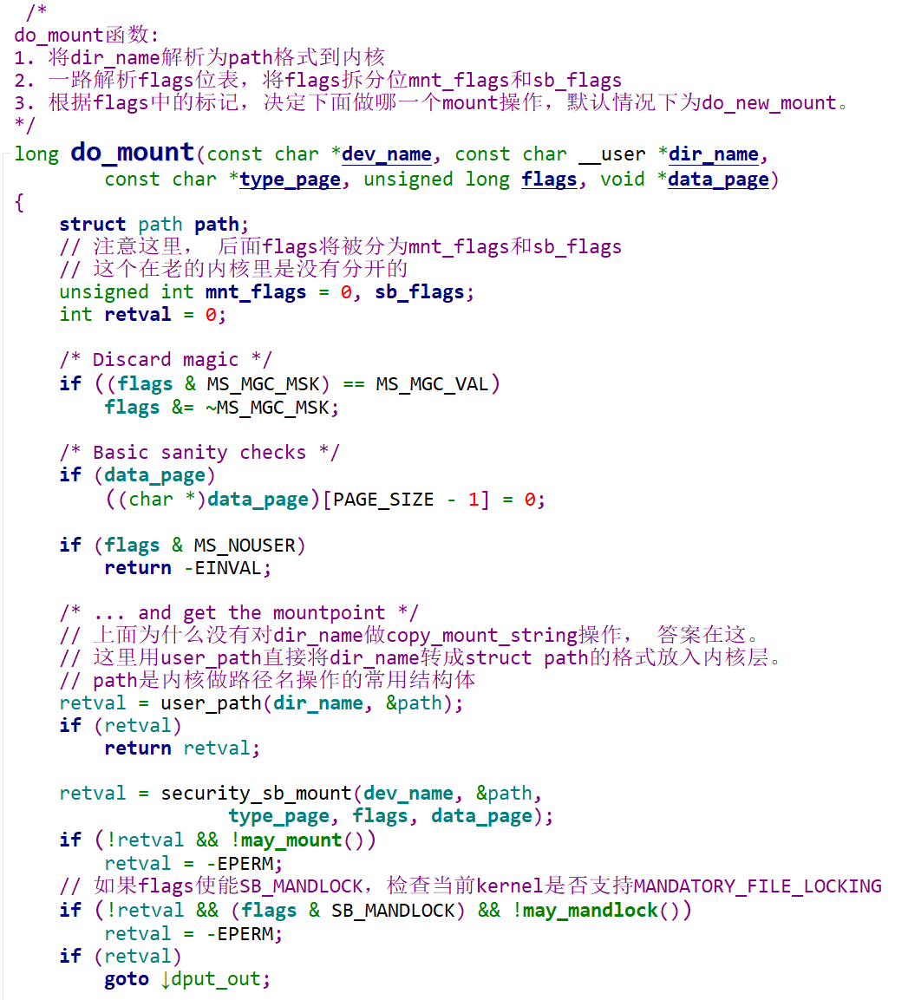 /*
do_mount函数:
1. 将dir_name解析为path格式到内核
2. 一路解析flags位表，将flags拆分位mnt_flags和sb_flags
3. 根据flags中的标记，决定下面做哪一个mount操作，默认情况下为do_new_mount。
*/
long do_mount(const char *dev_name, const char __user *dir_name,
const char *type_page, unsigned long flags, void *data_page)
{
struct path path;
// 注意这里， 后面flags将被分为mnt_flags和sb_flags
// 这个在老的内核里是没有分开的
unsigned int mnt_flags = 0, sb_flags;
int retval = 0;
/* Discard magic */
if ((flags & MS_MGC_MSK) == MS_MGC_VAL)
flags &= ~MS_MGC_MSK;
/* Basic sanity checks */
if (data_page)
((char *)data_page)[PAGE_SIZE - 1] = 0;
if (flags & MS_NOUSER)
return -EINVAL;
/* ... and get the mountpoint */
// 上面为什么没有对dir_name做copy_mount_string操作， 答案在这。
// 这里用user_path直接将dir_name转成struct path的格式放入内核层。
// path是内核做路径名操作的常用结构体
retval = user_path(dir_name, &path);
if (retval)
return retval;
retval = security_sb_mount(dev_name, &path,
type_page, flags, data_page);
if (!retval && !may_mount())
retval = -EPERM;
// 如果flags使能SB_MANDLOCK，检查当前kernel是否支持MANDATORY_FILE_LOCKING
if (!retval && (flags & SB_MANDLOCK) && !may_mandlock())
retval = -EPERM;
if (retval)
goto ↓dput_out;